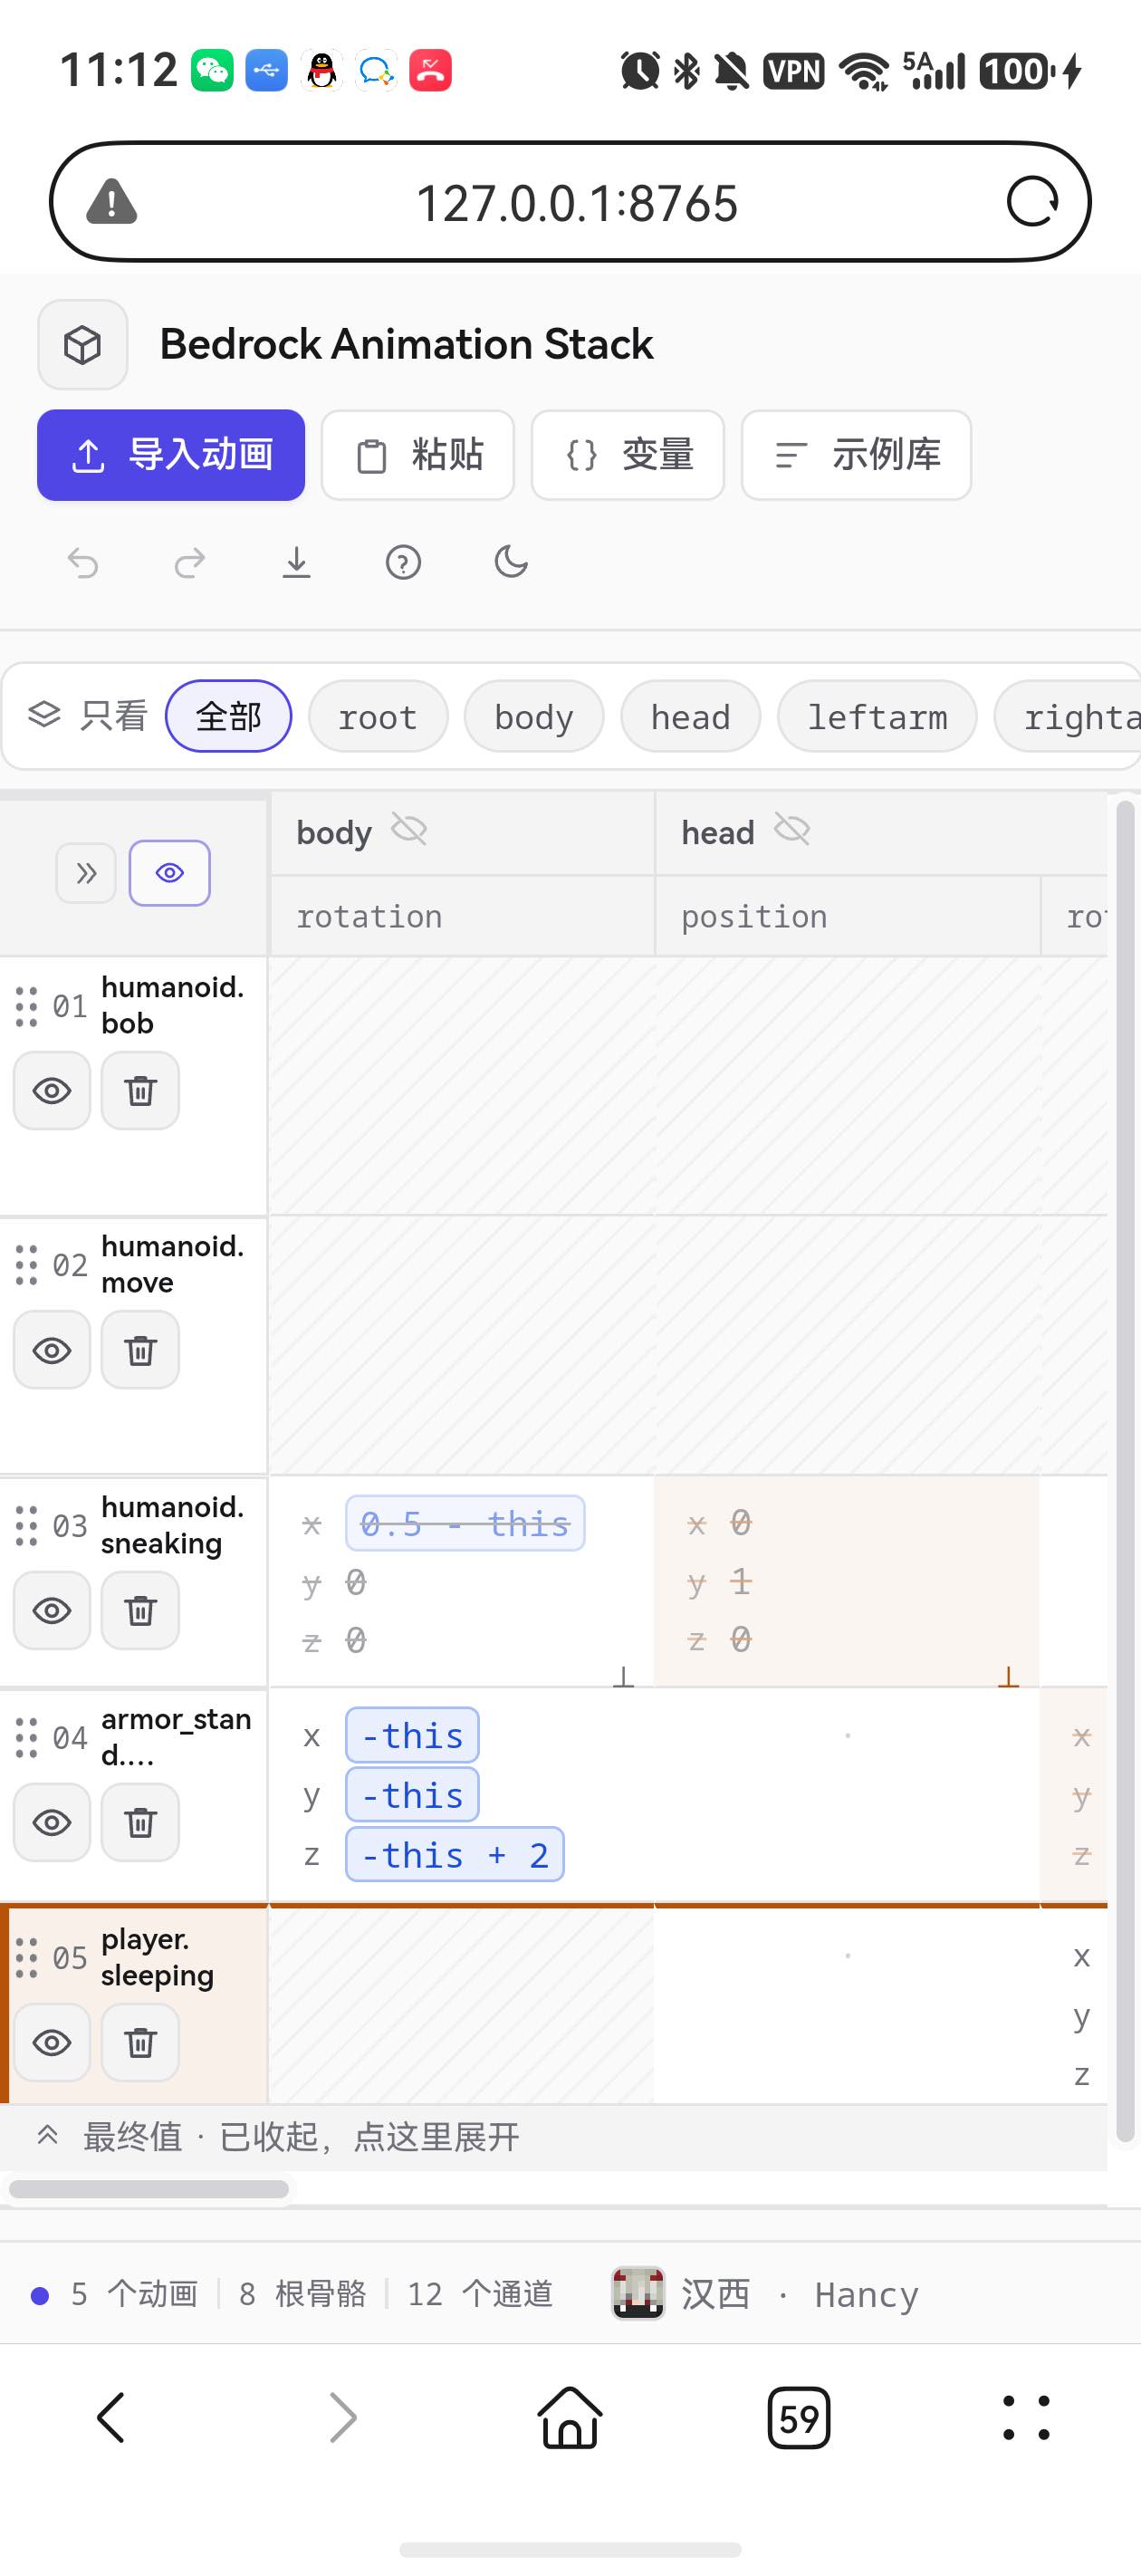 11:12 VPN 5A 100
127.0.0.1:8765
Bedrock Animation Stack
导入动画 粘贴 {} 变量 示例库
只看 全部 root body head leftarm righta
body head
rotation position rot
01 humanoid.
bob
02 humanoid.
move
03 humanoid.
sneaking
x 0.5 - this x 0
y 0 y 1
z 0 z 0
04 armor_stan
d.…
x -this · x
y -this y
z -this + 2 z
05 player.
sleeping
· x
y
z
最终值 · 已收起，点这里展开
5 个动画 8 根骨骼 12 个通道 汉西 · Hancy
59